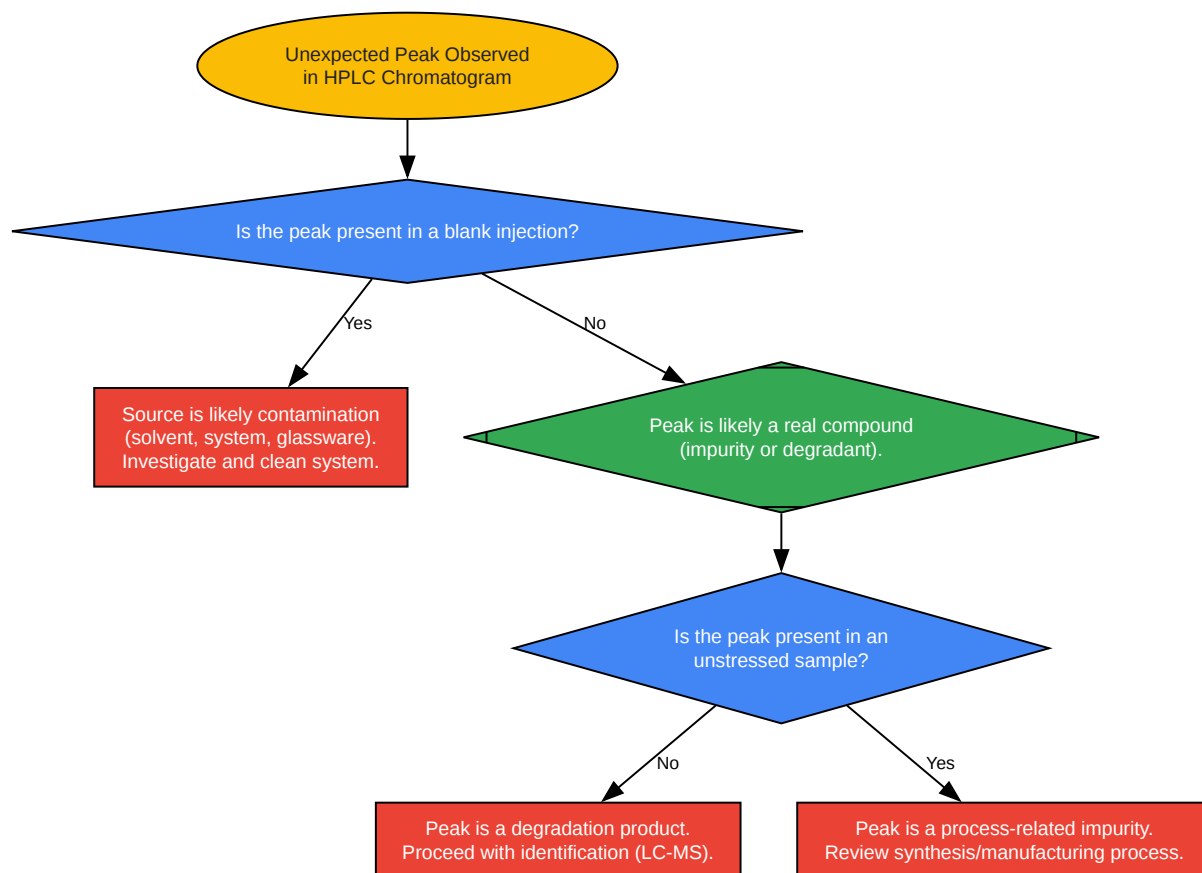 Unexpected Peak Observed
in HPLC Chromatogram
Is the peak present in a blank injection?
Yes
No
Source is likely contamination
(solvent, system, glassware).
Investigate and clean system.
Peak is likely a real compound
(impurity or degradant).
Is the peak present in an
unstressed sample?
No
Yes
Peak is a degradation product.
Proceed with identification (LC-MS).
Peak is a process-related impurity.
Review synthesis/manufacturing process.